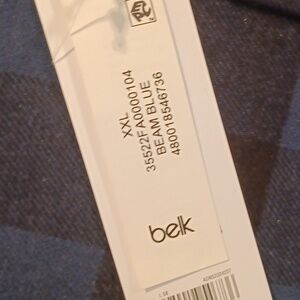 XXL
35522FA0000104
BEAM BLUE
480018546736
belk